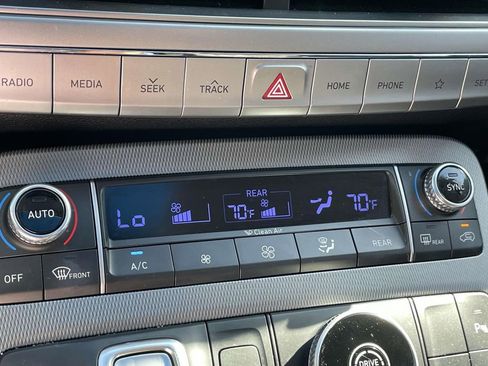 RADIO MEDIA SEEK TRACK HOME PHONE SET
AUTO Lo REAR 70°F 70°F SYNC
Clean Air
OFF FRONT A/C REAR REAR
DRIVE